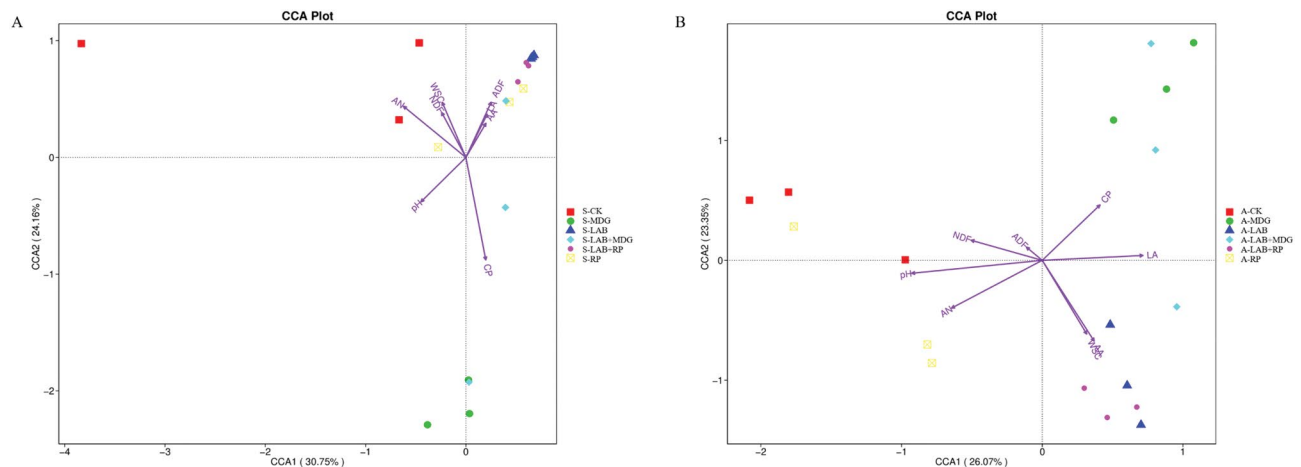 A
CCA Plot
1
0
−1
−2
−4
−3
−2
−1
0
CCA1 ( 30.75% )
CCA2 ( 24.16% )
AN
WSC
NDF
ADF
LA
AA
pH
CP
S-CK
S-MDG
S-LAB
S-LAB+MDG
S-LAB+RP
S-RP
B
CCA Plot
1
0
−1
−2
−1
0
1
CCA1 ( 26.07% )
CCA2 ( 23.35% )
CP
NDF
ADF
LA
pH
AN
AA
WSC
A-CK
A-MDG
A-LAB
A-LAB+MDG
A-LAB+RP
A-RP